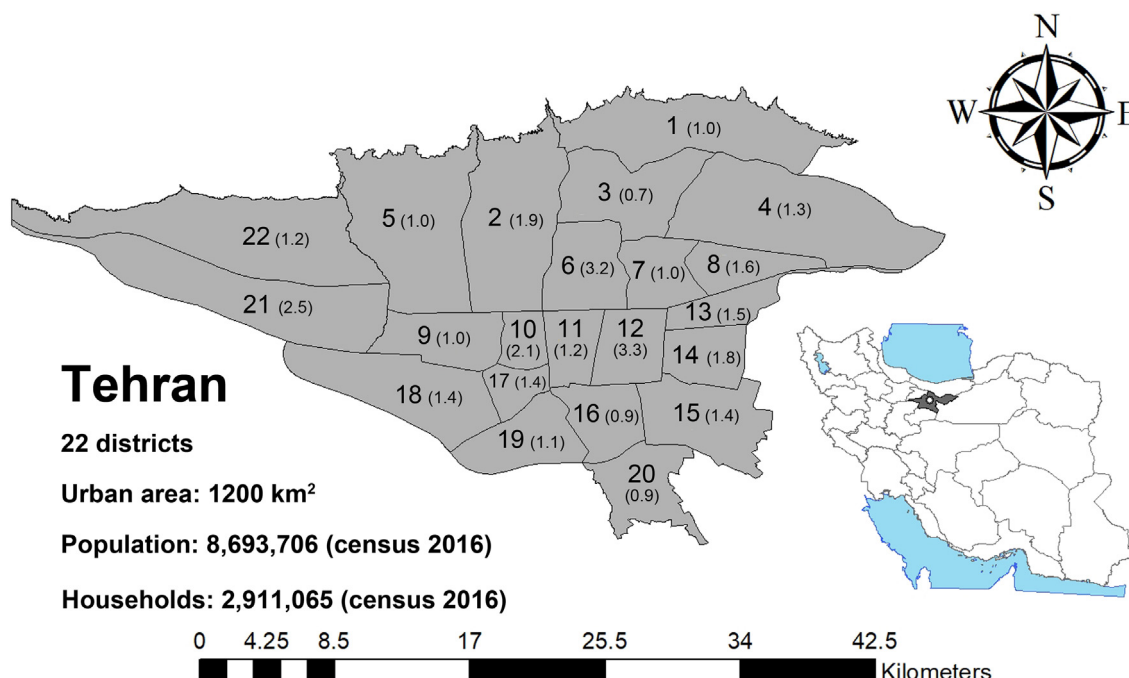 N
W E
S
1 (1.0)
3 (0.7)
4 (1.3)
5 (1.0)
2 (1.9)
22 (1.2)
6 (3.2)
7 (1.0)
8 (1.6)
21 (2.5)
13 (1.5)
9 (1.0)
10
(2.1)
11
(1.2)
12
(3.3)
14 (1.8)
17 (1.4)
18 (1.4)
16 (0.9)
15 (1.4)
19 (1.1)
20
(0.9)
Tehran
22 districts
Urban area: 1200 km²
Population: 8,693,706 (census 2016)
Households: 2,911,065 (census 2016)
0 4.25 8.5 17 25.5 34 42.5
Kilometers